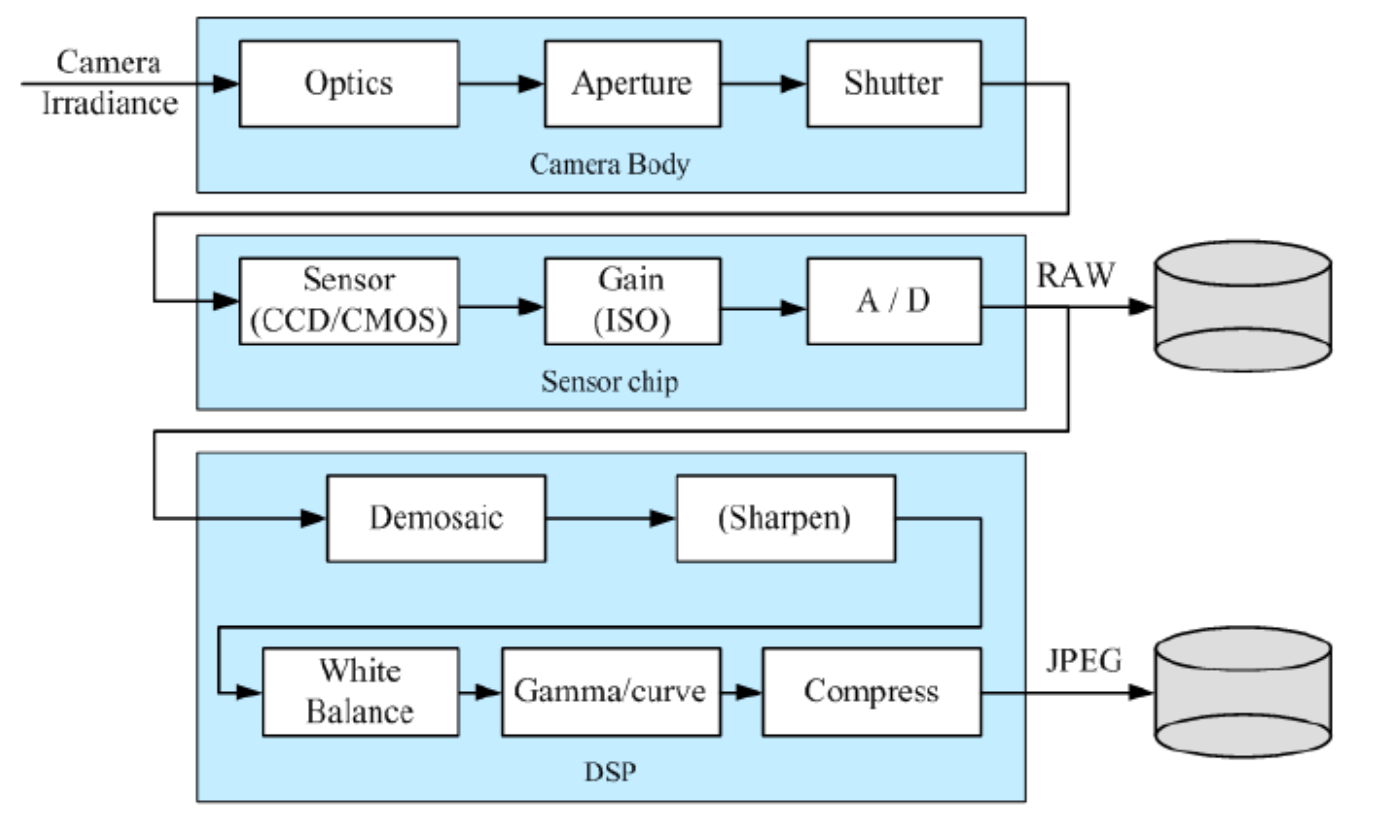 Camera
Irradiance
Optics
Aperture
Shutter
Camera Body
Sensor
(CCD/CMOS)
Gain
(ISO)
A / D
RAW
Sensor chip
Demosaic
(Sharpen)
White
Balance
Gamma/curve
Compress
JPEG
DSP